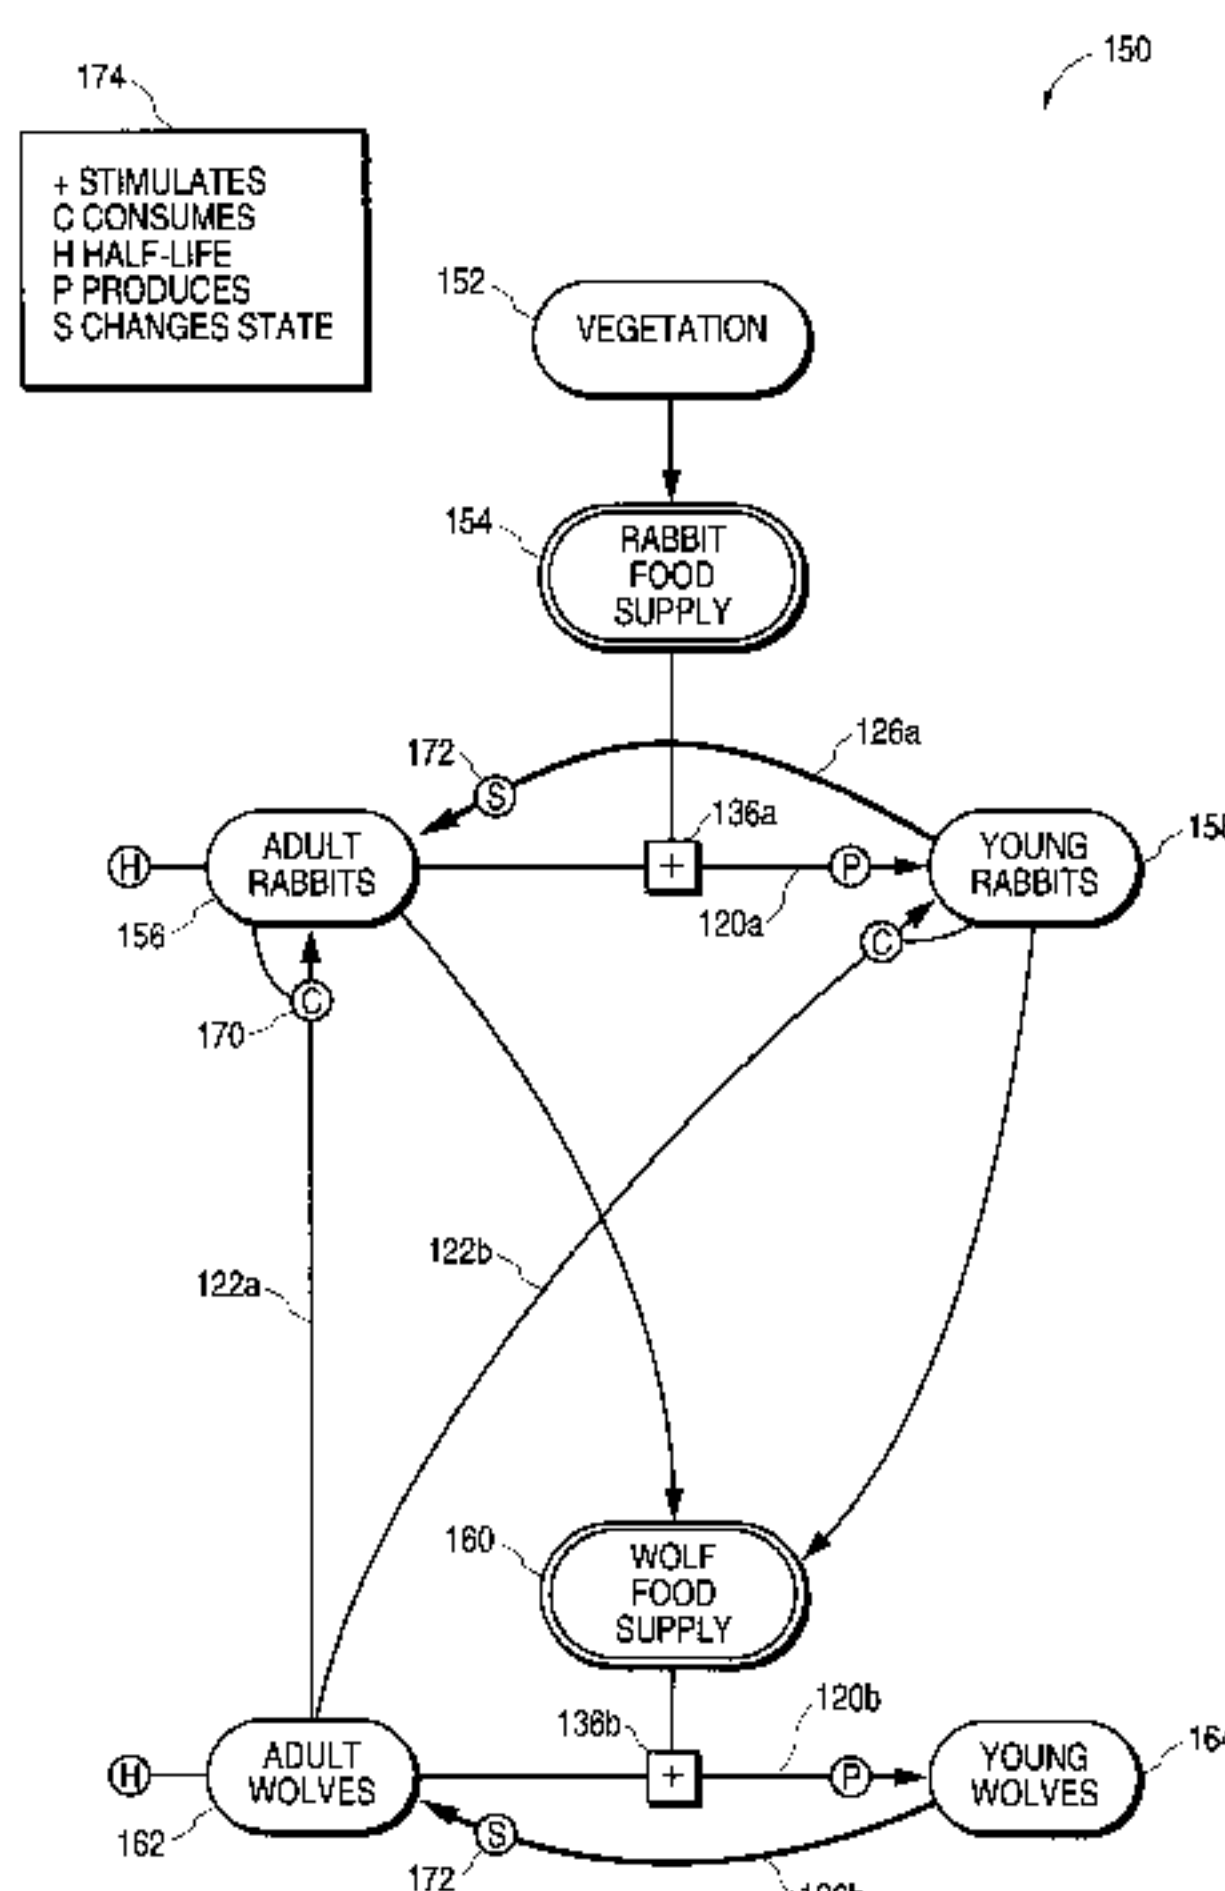 150
174
+ STIMULATES
C CONSUMES
H HALF-LIFE
P PRODUCES
S CHANGES STATE
152
VEGETATION
154
RABBIT
FOOD
SUPPLY
126a
172
S
136a
H
ADULT
RABBITS
+
P
YOUNG
RABBITS
156
120a
C
C
170
122b
122a
160
WOLF
FOOD
SUPPLY
136b
120b
H
ADULT
WOLVES
+
P
YOUNG
WOLVES
162
S
172